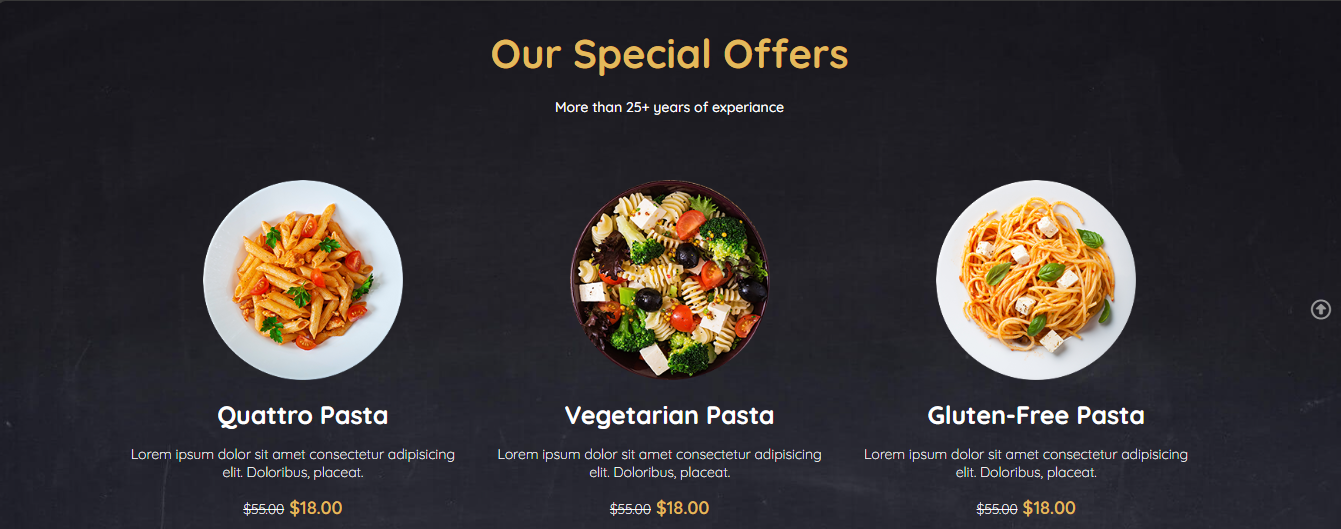 Our Special Offers
More than 25+ years of experiance
Quattro Pasta
Lorem ipsum dolor sit amet consectetur adipisicing
elit. Doloribus, placeat.
$55.00 $18.00
Vegetarian Pasta
Lorem ipsum dolor sit amet consectetur adipisicing
elit. Doloribus, placeat.
$55.00 $18.00
Gluten-Free Pasta
Lorem ipsum dolor sit amet consectetur adipisicing
elit. Doloribus, placeat.
$55.00 $18.00